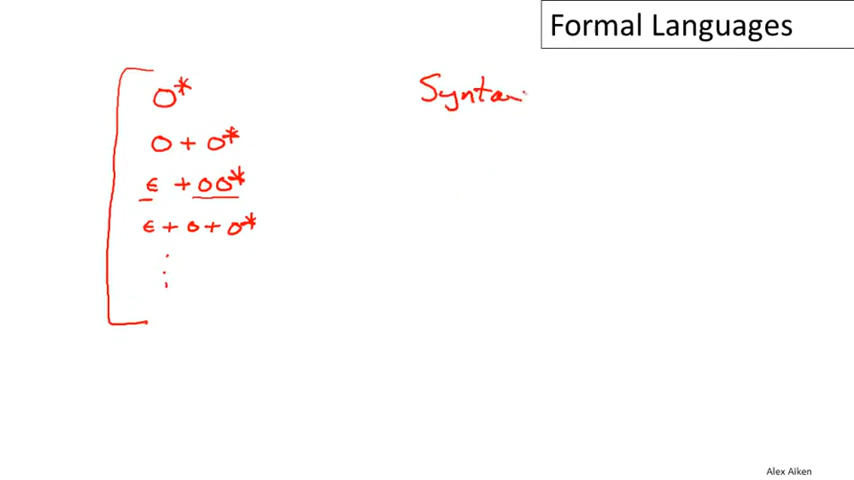 Formal Languages
0*
0 + 0*
ϵ + 00*
ϵ + 0 + 0*
⋮
Syntax
Alex Aiken